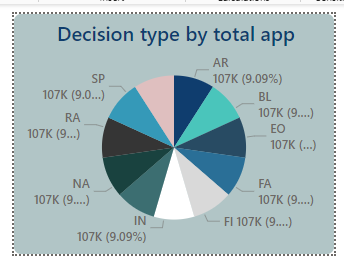 Decision type by total app
AR
107K (9.09%)
BL
107K (9....)
EO
107K (...)
FA
107K (9....)
FI 107K (9....)
IN
107K (9.09%)
NA
107K (9....)
RA
107K (9...)
SP
107K (9.0...)